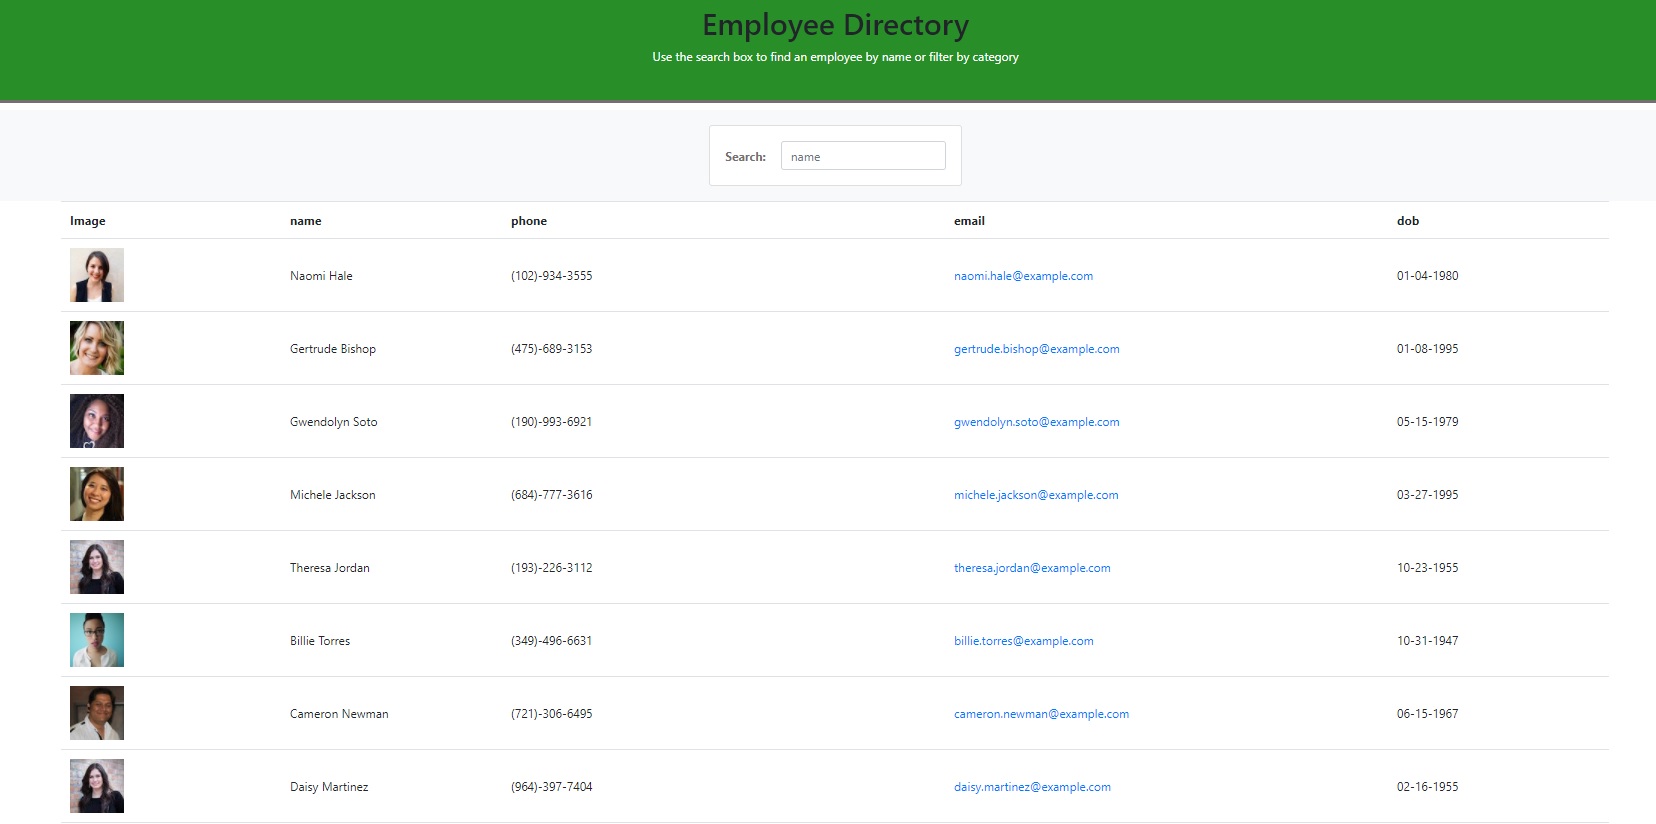 Employee Directory
Use the search box to find an employee by name or filter by category
Search: name
Image name phone email dob
Naomi Hale (102)-934-3555 naomi.hale@example.com 01-04-1980
Gertrude Bishop (475)-689-3153 gertrude.bishop@example.com 01-08-1995
Gwendolyn Soto (190)-993-6921 gwendolyn.soto@example.com 05-15-1979
Michele Jackson (684)-777-3616 michele.jackson@example.com 03-27-1995
Theresa Jordan (193)-226-3112 theresa.jordan@example.com 10-23-1955
Billie Torres (349)-496-6631 billie.torres@example.com 10-31-1947
Cameron Newman (721)-306-6495 cameron.newman@example.com 06-15-1967
Daisy Martinez (964)-397-7404 daisy.martinez@example.com 02-16-1955